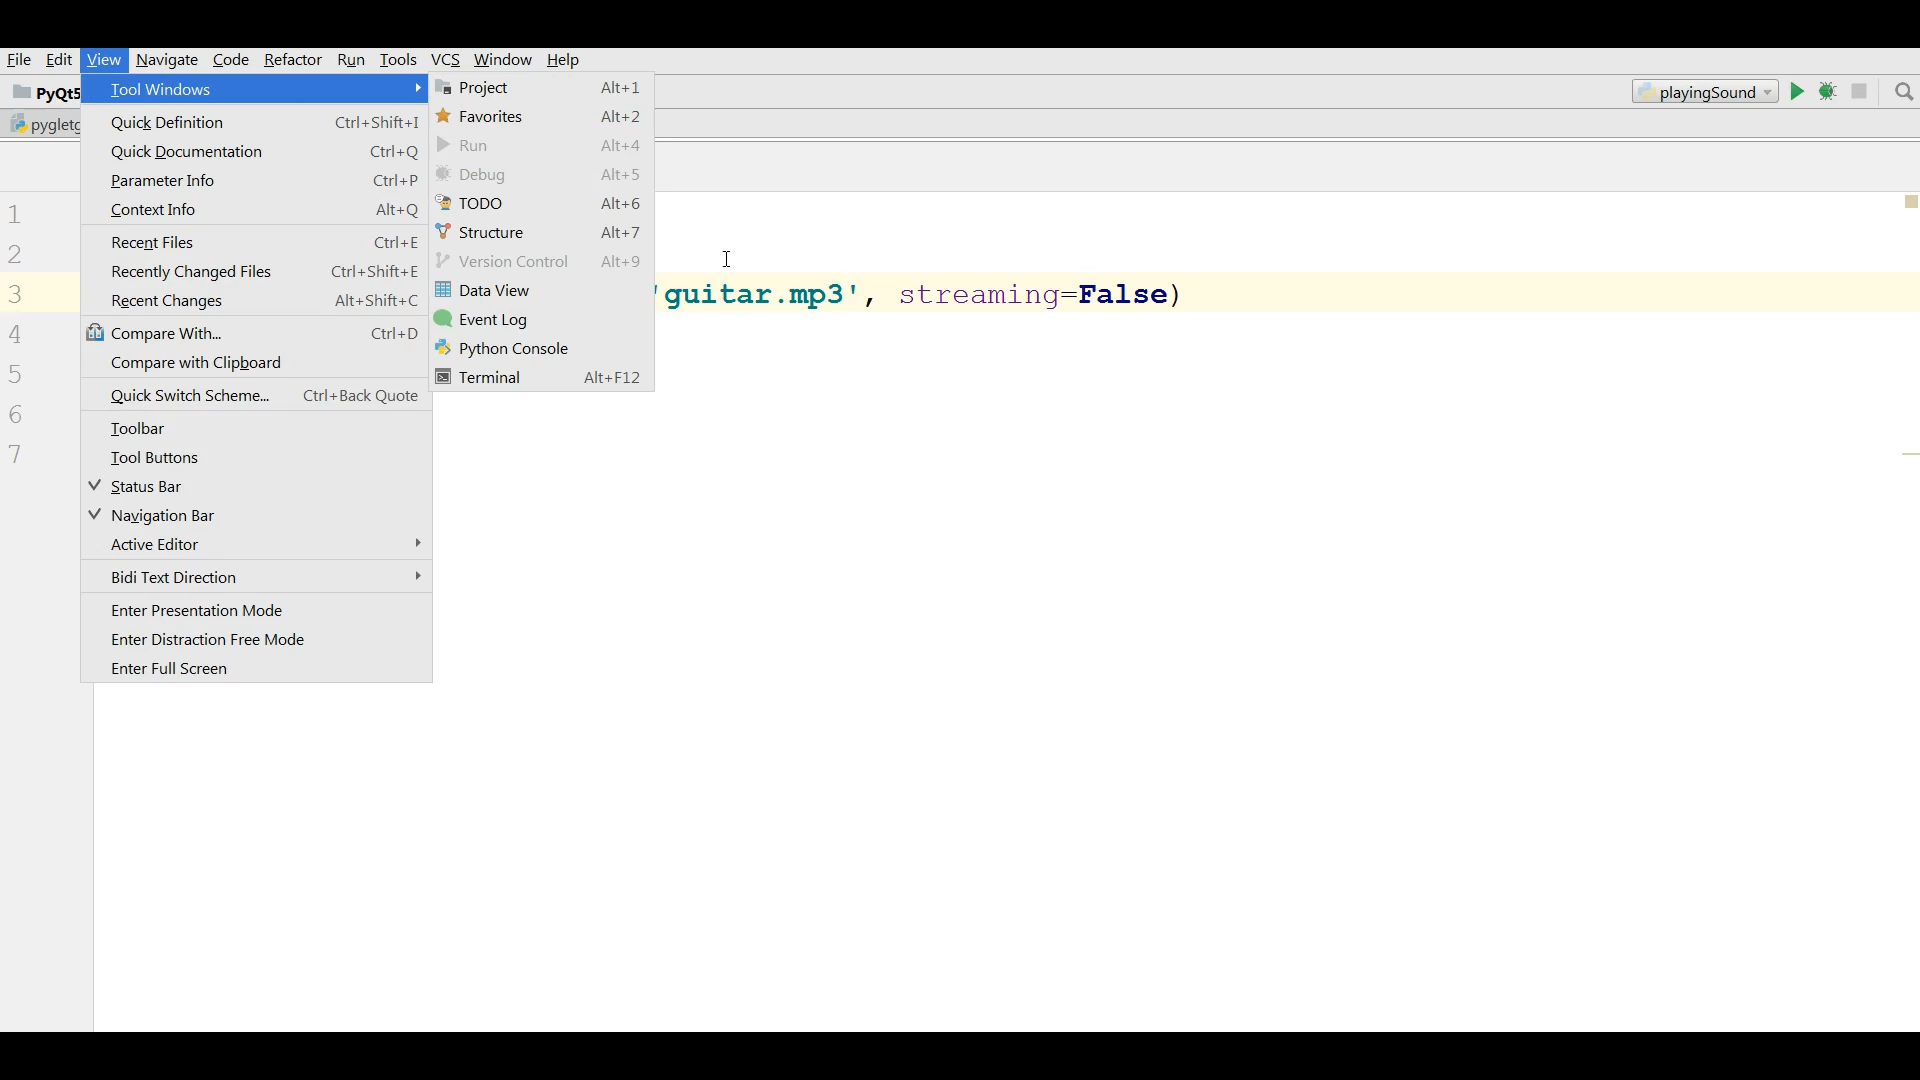 File Edit View Navigate Code Refactor Run Tools VCS Window Help
PyQt5
playingSound
Tool Windows
Quick Definition Ctrl+Shift+I
Quick Documentation Ctrl+Q
Parameter Info Ctrl+P
Context Info Alt+Q
Recent Files Ctrl+E
Recently Changed Files Ctrl+Shift+E
Recent Changes Alt+Shift+C
Compare With... Ctrl+D
Compare with Clipboard
Quick Switch Scheme... Ctrl+Back Quote
Toolbar
Tool Buttons
Status Bar
Navigation Bar
Active Editor
Bidi Text Direction
Enter Presentation Mode
Enter Distraction Free Mode
Enter Full Screen
Project Alt+1
Favorites Alt+2
Run Alt+4
Debug Alt+5
TODO Alt+6
Structure Alt+7
Version Control Alt+9
Data View
Event Log
Python Console
Terminal Alt+F12
1
2
3
4
5
6
7
'guitar.mp3', streaming=False)